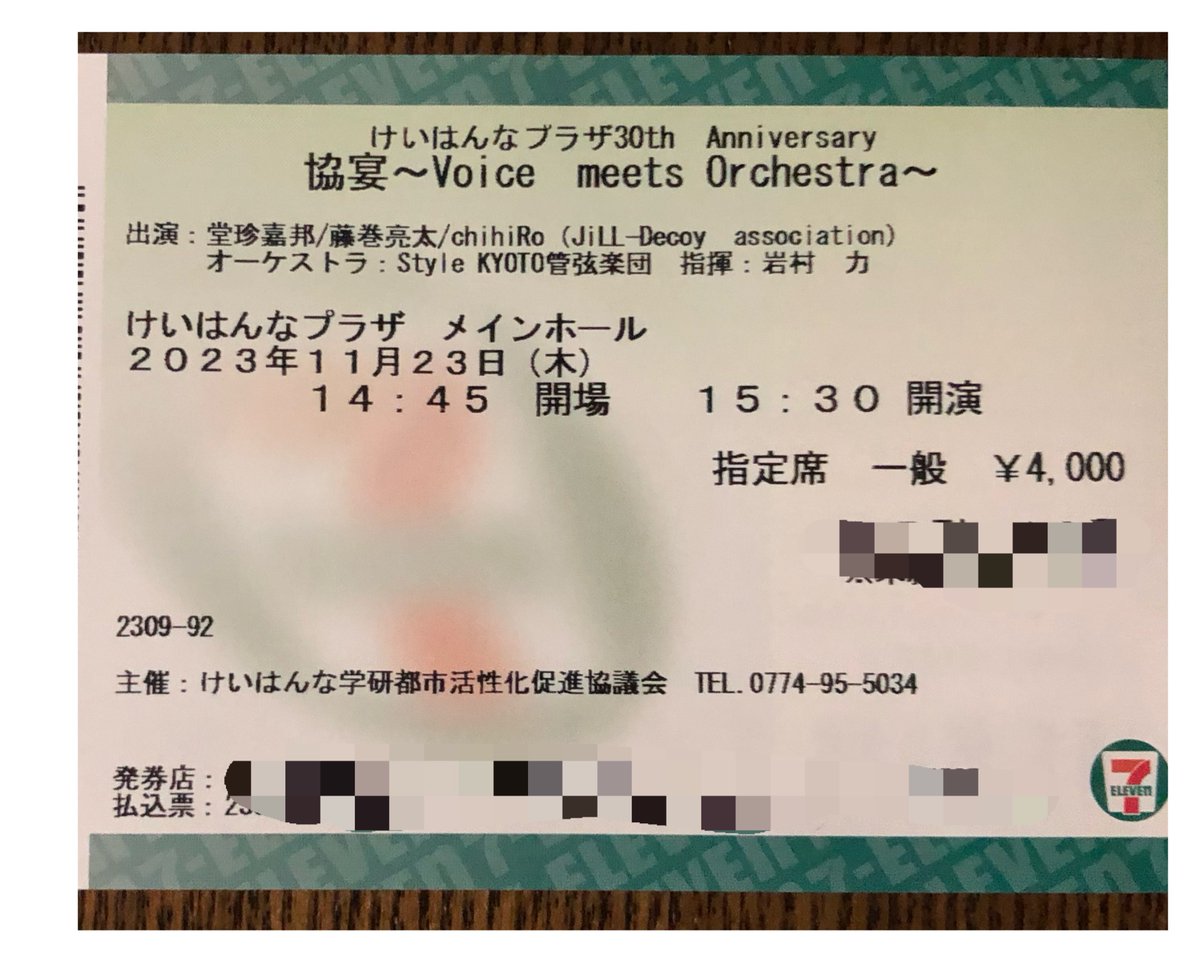 けいはんなプラザ30th Anniversary
協宴～Voice meets Orchestra～
出演：堂珍嘉邦/藤巻亮太/chihiRo（JiLL-Decoy association）
オーケストラ：Style KYOTO管弦楽団 指揮：岩村 力
けいはんなプラザ メインホール
２０２３年１１月２３日（木）
１４：４５ 開場 １５：３０ 開演
指定席 一般 ￥4,000
2309-92
主催：けいはんな学研都市活性化促進協議会 TEL.0774-95-5034
発券店：
払込票：
7 ELEVEN